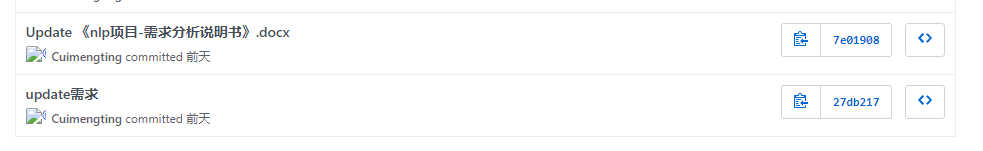 Update 《nlp项目-需求分析说明书》.docx
Cuimengting committed 前天
7e01908
update需求
Cuimengting committed 前天
27db217